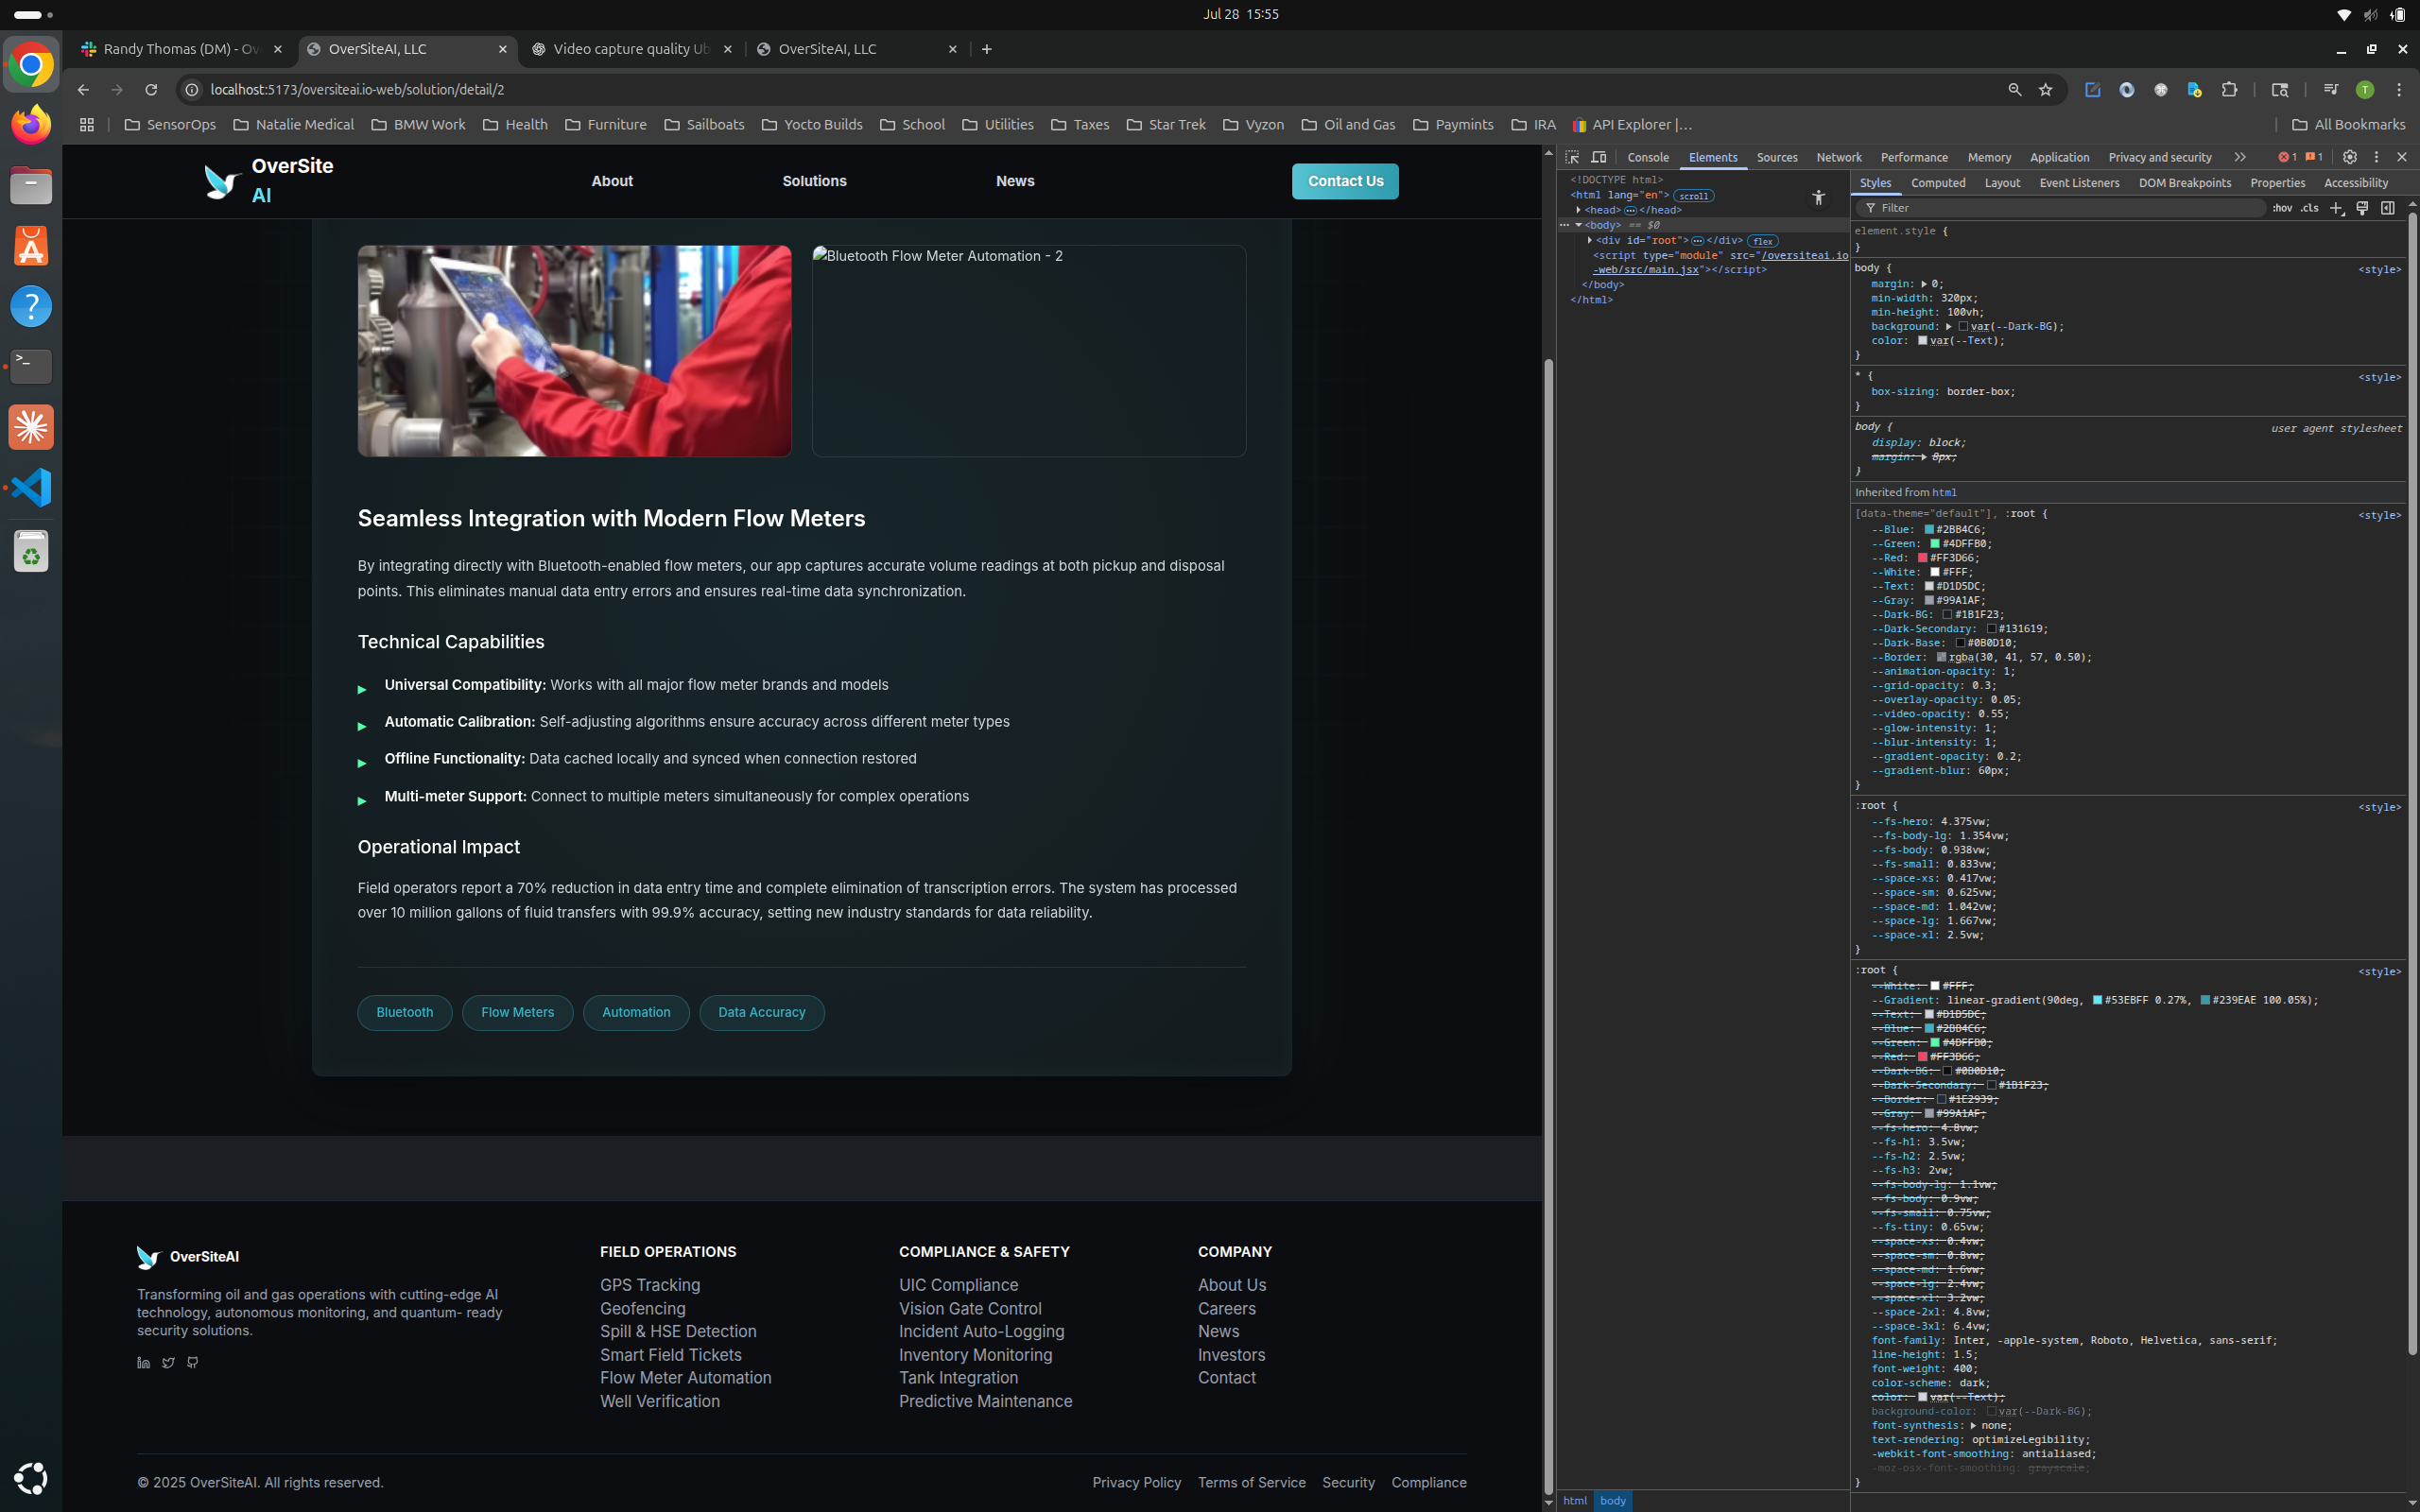 Jul 28 15:55
Randy Thomas (DM) - Ov
OverSiteAI, LLC
Video capture quality Ub
OverSiteAI, LLC
localhost:5173/oversiteai.io-web/solution/detail/2
T
SensorOps
Natalie Medical
BMW Work
Health
Furniture
Sailboats
Yocto Builds
School
Utilities
Taxes
Star Trek
Vyzon
Oil and Gas
Paymints
IRA
API Explorer |…
All Bookmarks
OverSite
AI
About
Solutions
News
Contact Us
Bluetooth Flow Meter Automation - 2
Seamless Integration with Modern Flow Meters
By integrating directly with Bluetooth-enabled flow meters, our app captures accurate volume readings at both pickup and disposal
points. This eliminates manual data entry errors and ensures real-time data synchronization.
Technical Capabilities
Universal Compatibility: Works with all major flow meter brands and models
Automatic Calibration: Self-adjusting algorithms ensure accuracy across different meter types
Offline Functionality: Data cached locally and synced when connection restored
Multi-meter Support: Connect to multiple meters simultaneously for complex operations
Operational Impact
Field operators report a 70% reduction in data entry time and complete elimination of transcription errors. The system has processed
over 10 million gallons of fluid transfers with 99.9% accuracy, setting new industry standards for data reliability.
Bluetooth
Flow Meters
Automation
Data Accuracy
OverSiteAI
Transforming oil and gas operations with cutting-edge AI
technology, autonomous monitoring, and quantum- ready
security solutions.
FIELD OPERATIONS
GPS Tracking
Geofencing
Spill & HSE Detection
Smart Field Tickets
Flow Meter Automation
Well Verification
COMPLIANCE & SAFETY
UIC Compliance
Vision Gate Control
Incident Auto-Logging
Inventory Monitoring
Tank Integration
Predictive Maintenance
COMPANY
About Us
Careers
News
Investors
Contact
© 2025 OverSiteAI. All rights reserved.
Privacy Policy
Terms of Service
Security
Compliance
Console
Elements
Sources
Network
Performance
Memory
Application
Privacy and security
1
1
<!DOCTYPE html>
<html lang="en"> scroll
<head> </head>
<body> == $0
<div id="root"> </div> flex
<script type="module" src="/oversiteai.io
-web/src/main.jsx"></script>
</body>
</html>
html
body
Styles
Computed
Layout
Event Listeners
DOM Breakpoints
Properties
Accessibility
Filter
:hov .cls
element.style {
}
body { <style>
margin: 0;
min-width: 320px;
min-height: 100vh;
background: var(--Dark-BG);
color: var(--Text);
}
* { <style>
box-sizing: border-box;
}
body { user agent stylesheet
display: block;
margin: 8px;
}
Inherited from html
[data-theme="default"], :root { <style>
--Blue: #2BB4C6;
--Green: #4DFFB0;
--Red: #FF3D66;
--White: #FFF;
--Text: #D1D5DC;
--Gray: #99A1AF;
--Dark-BG: #1B1F23;
--Dark-Secondary: #131619;
--Dark-Base: #0B0D10;
--Border: rgba(30, 41, 57, 0.50);
--animation-opacity: 1;
--grid-opacity: 0.3;
--overlay-opacity: 0.05;
--video-opacity: 0.55;
--glow-intensity: 1;
--blur-intensity: 1;
--gradient-opacity: 0.2;
--gradient-blur: 60px;
}
:root { <style>
--fs-hero: 4.375vw;
--fs-body-lg: 1.354vw;
--fs-body: 0.938vw;
--fs-small: 0.833vw;
--space-xs: 0.417vw;
--space-sm: 0.625vw;
--space-md: 1.042vw;
--space-lg: 1.667vw;
--space-xl: 2.5vw;
}
:root { <style>
--White: #FFF;
--Gradient: linear-gradient(90deg, #53EBFF 0.27%, #239EAE 100.05%);
--Text: #D1D5DC;
--Blue: #2BB4C6;
--Green: #4DFFB0;
--Red: #FF3D66;
--Dark-BG: #0B0D10;
--Dark-Secondary: #1B1F23;
--Border: #1E2939;
--Gray: #99A1AF;
--fs-hero: 4.8vw;
--fs-h1: 3.5vw;
--fs-h2: 2.5vw;
--fs-h3: 2vw;
--fs-body-lg: 1.1vw;
--fs-body: 0.9vw;
--fs-small: 0.75vw;
--fs-tiny: 0.65vw;
--space-xs: 0.4vw;
--space-sm: 0.8vw;
--space-md: 1.6vw;
--space-lg: 2.4vw;
--space-xl: 3.2vw;
--space-2xl: 4.8vw;
--space-3xl: 6.4vw;
font-family: Inter, -apple-system, Roboto, Helvetica, sans-serif;
line-height: 1.5;
font-weight: 400;
color-scheme: dark;
color: var(--Text);
background-color: var(--Dark-BG);
font-synthesis: none;
text-rendering: optimizeLegibility;
-webkit-font-smoothing: antialiased;
-moz-osx-font-smoothing: grayscale;
}